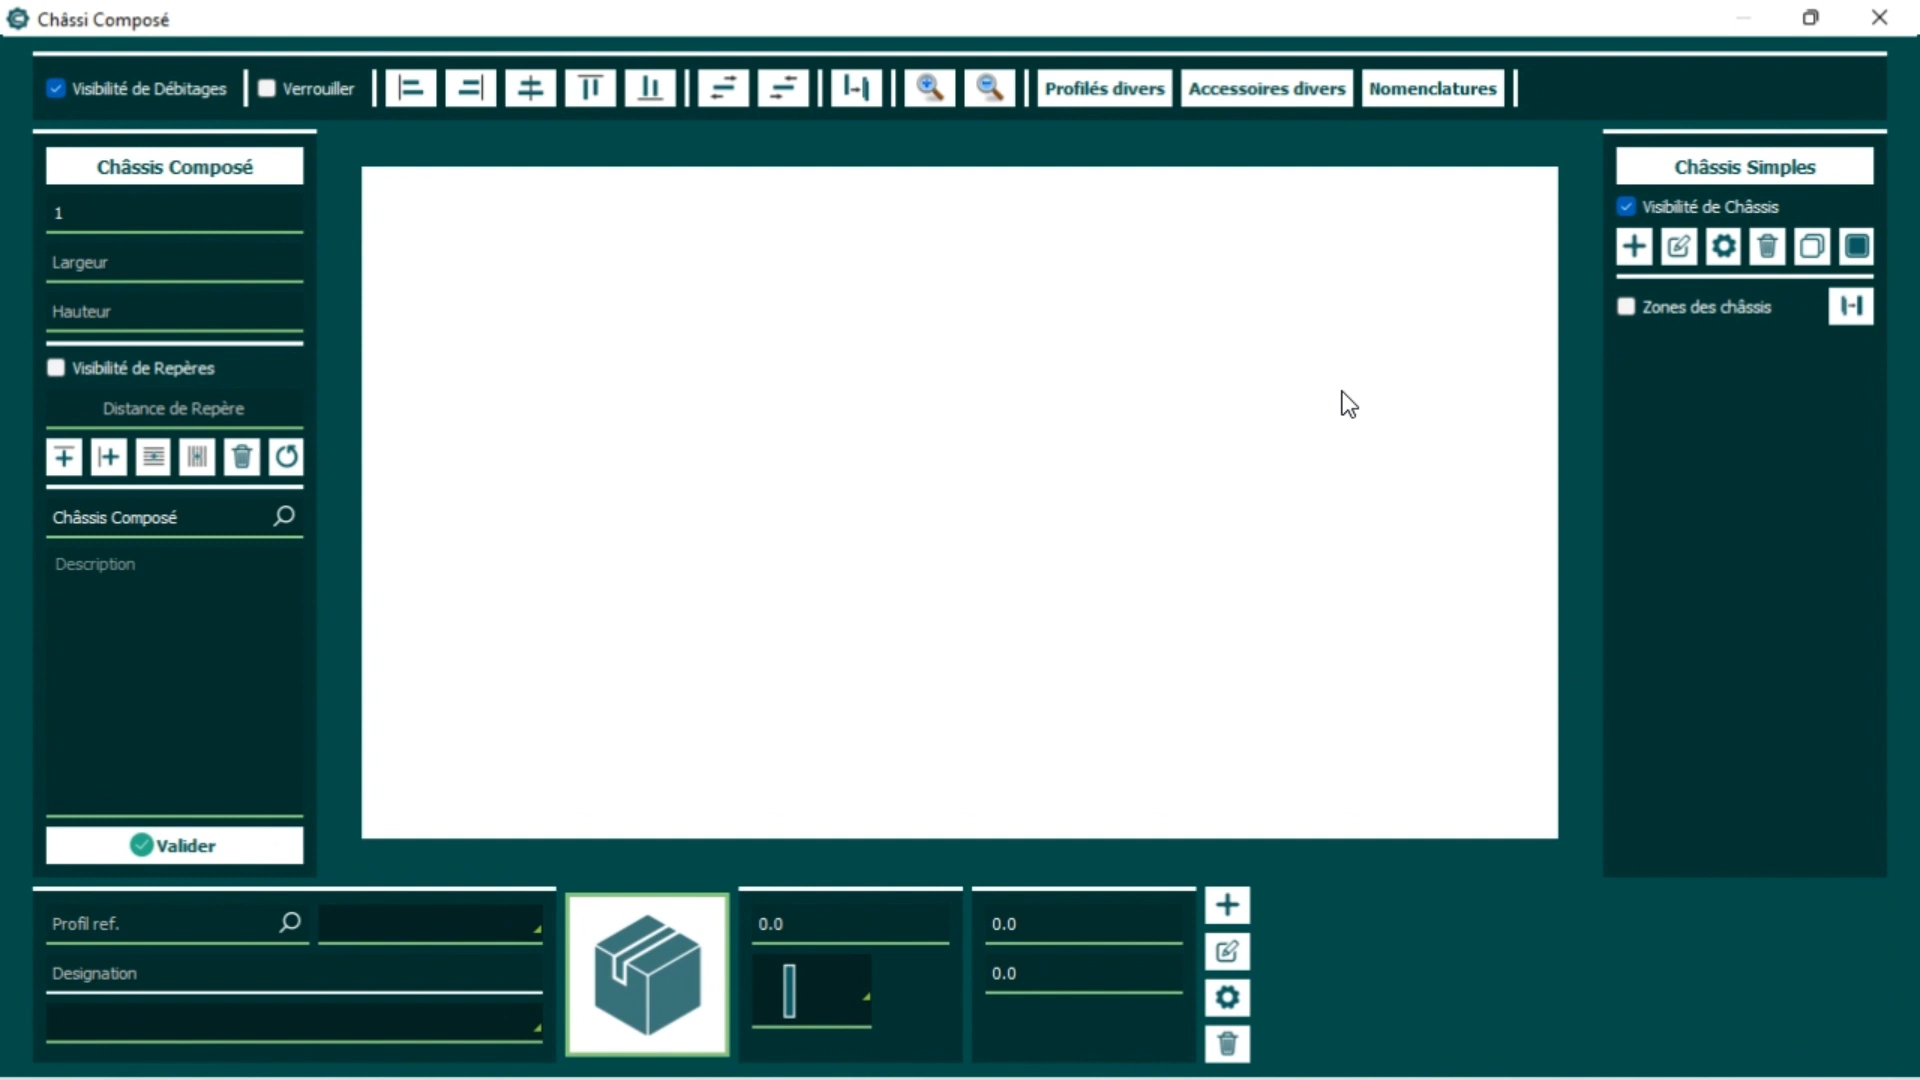 Châssi Composé
Visibilité de Débitages
Verrouiller
Profilés divers
Accessoires divers
Nomenclatures
Châssis Composé
1
Largeur
Hauteur
Visibilité de Repères
Distance de Repère
Châssis Composé
Description
Valider
Châssis Simples
Visibilité de Châssis
Zones des châssis
Profil ref.
Designation
0.0
0.0
0.0